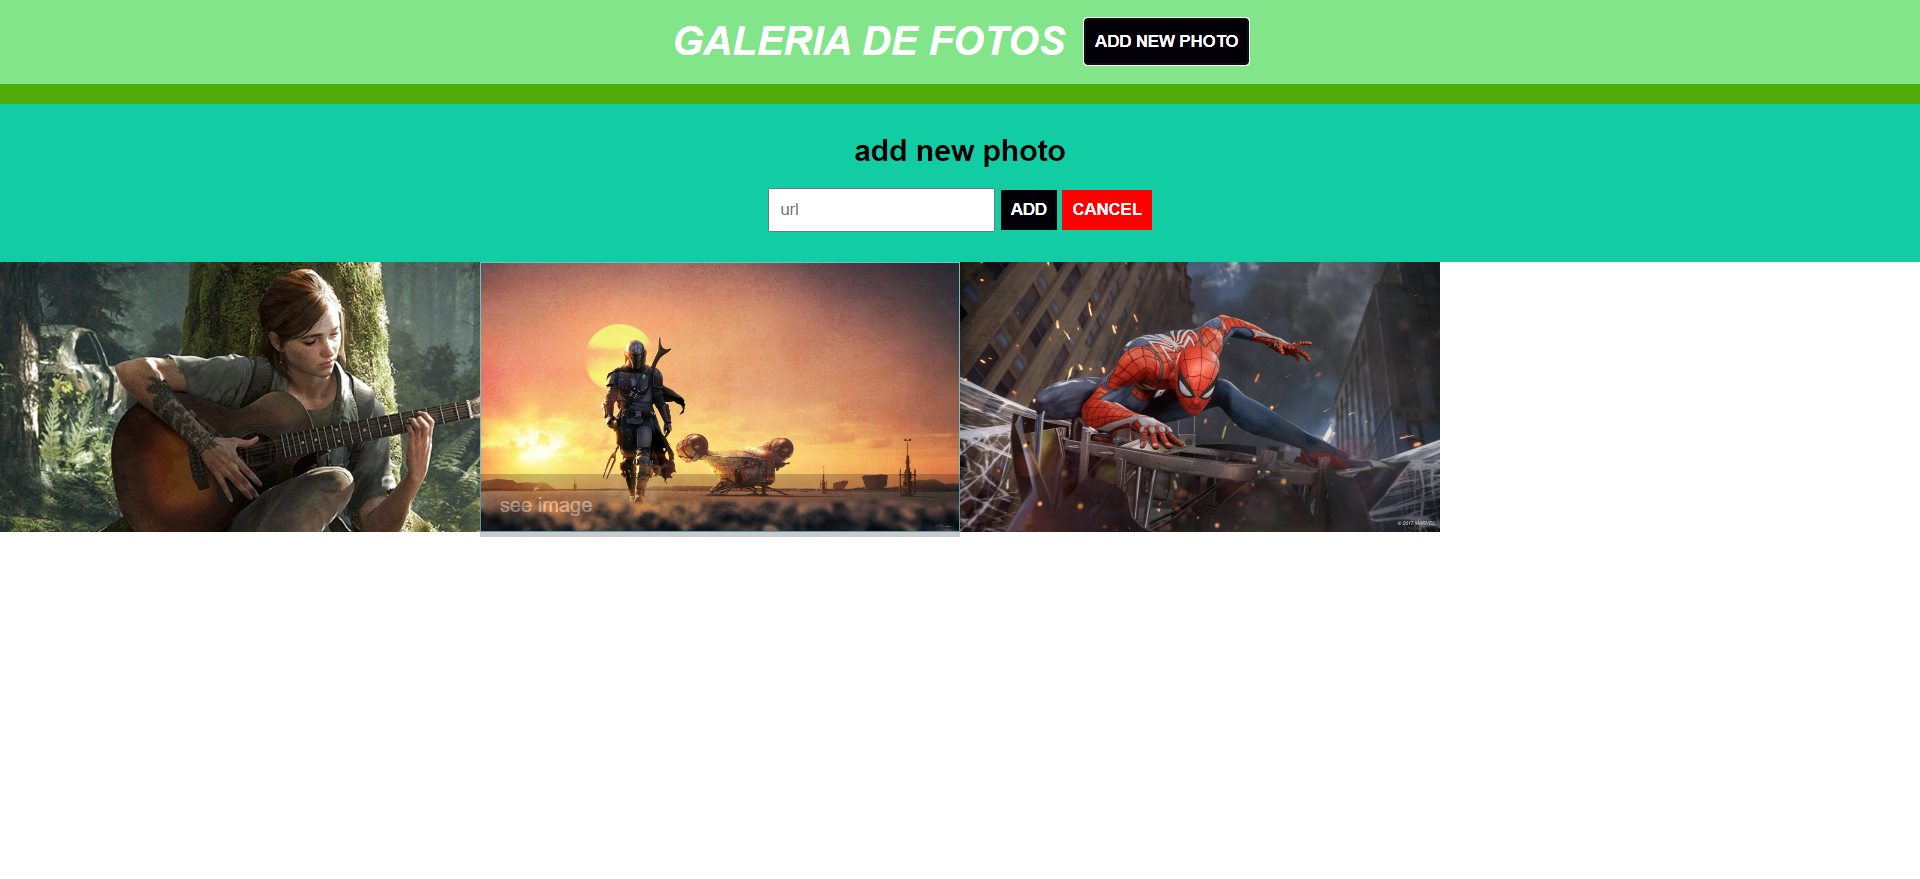 GALERIA DE FOTOS ADD NEW PHOTO
add new photo
url ADD CANCEL
see image
© 2017 MARVEL